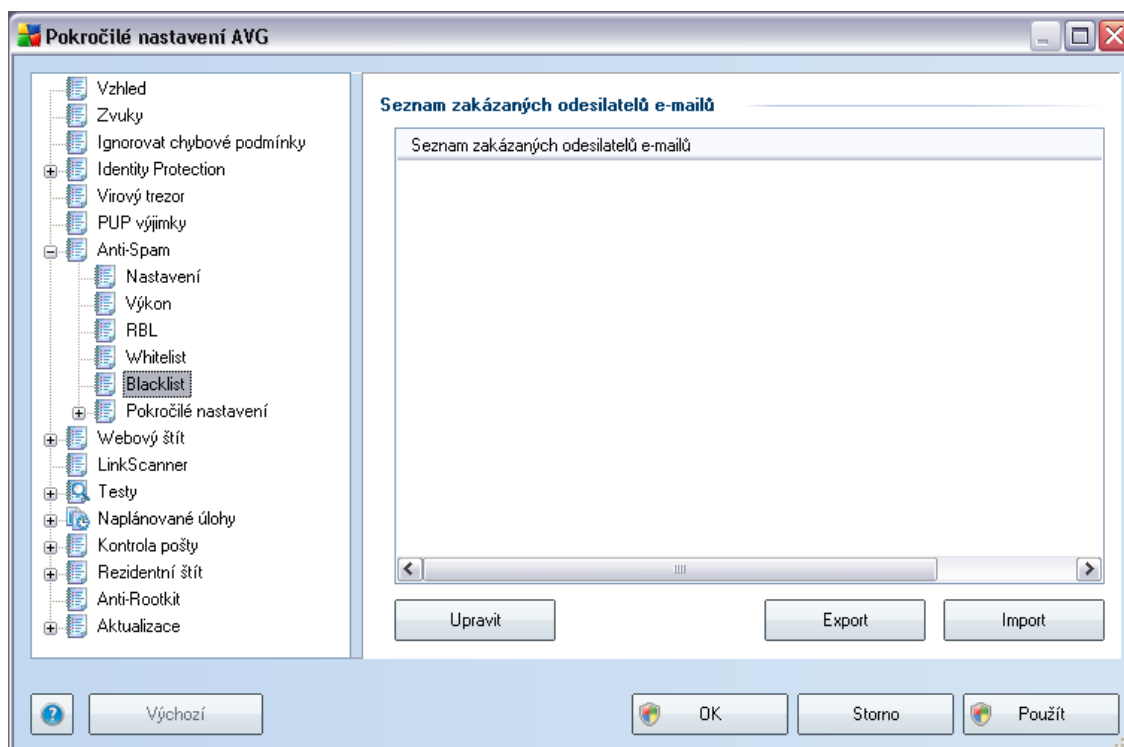 Pokročilé nastavení AVG
Vzhled
Zvuky
Ignorovat chybové podmínky
Identity Protection
Virový trezor
PUP výjimky
Anti-Spam
Nastavení
Výkon
RBL
Whitelist
Blacklist
Pokročilé nastavení
Webový štít
LinkScanner
Testy
Naplánované úlohy
Kontrola pošty
Rezidentní štít
Anti-Rootkit
Aktualizace
Seznam zakázaných odesilatelů e-mailů
Seznam zakázaných odesilatelů e-mailů
Upravit
Export
Import
Výchozí
OK
Storno
Použít